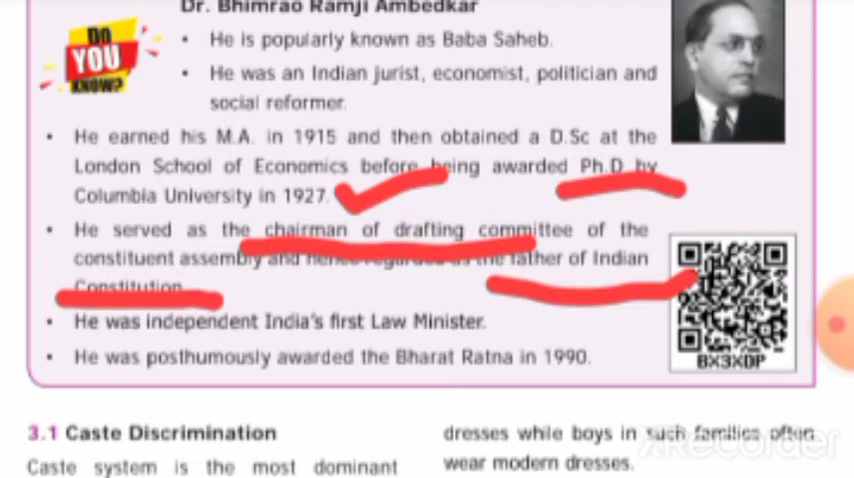 Dr. Bhimrao Ramji Ambedkar
DO
YOU
KNOW?
• He is popularly known as Baba Saheb.
• He was an Indian jurist, economist, politician and
social reformer.
• He earned his M.A. in 1915 and then obtained a D.Sc at the
London School of Economics before being awarded Ph.D by
Columbia University in 1927.
• He served as the chairman of drafting committee of the
constituent assembly and hence regarded as the father of Indian
Constitution
• He was independent India's first Law Minister.
• He was posthumously awarded the Bharat Ratna in 1990.
BX3XDP
3.1 Caste Discrimination
Caste system is the most dominant
dresses while boys in such families often
wear modern dresses.
XRecorder